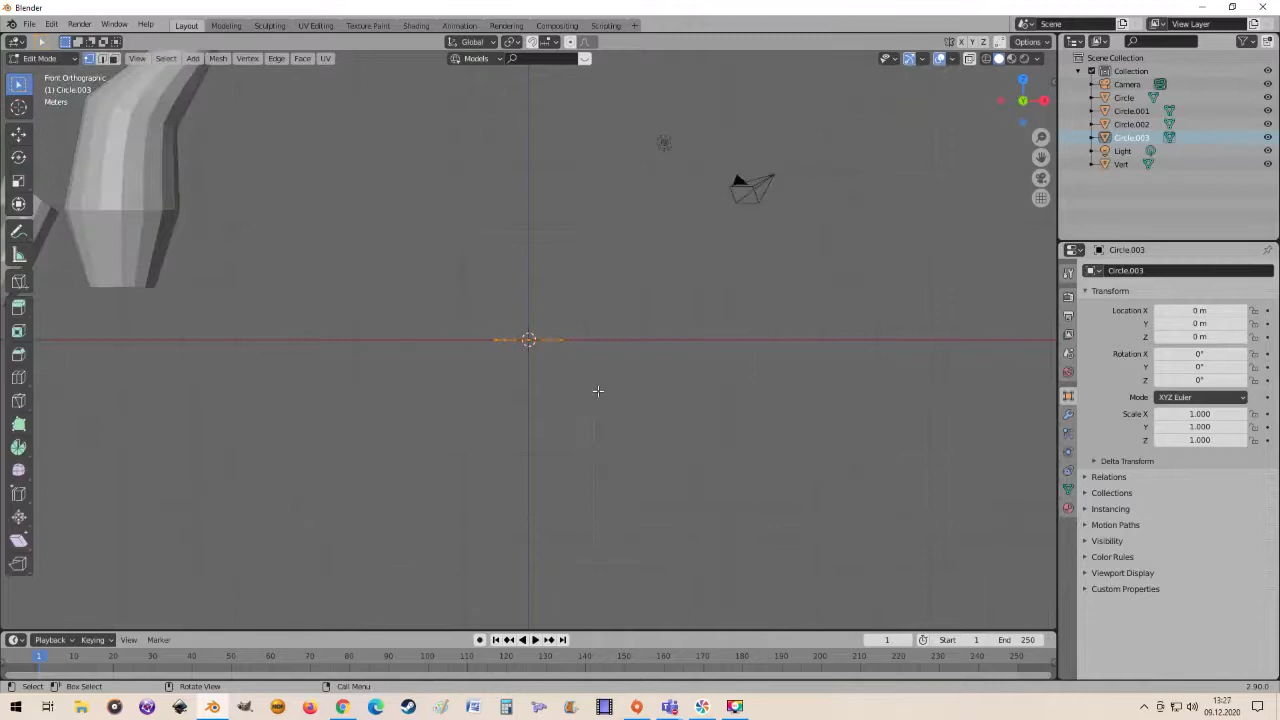 Blender
File Edit Render Window Help Layout Modeling Sculpting UV Editing Texture Paint Shading Animation Rendering Compositing Scripting + Scene View Layer
Global X Y Z Options
Edit Mode View Select Add Mesh Vertex Edge Face UV Models
Front Orthographic
(1) Circle.003
Meters
Scene Collection
Collection
Camera
Circle
Circle.001
Circle.002
Circle.003
Light
Vert
Z
Y X
Circle.003
Circle.003
Transform
Location X 0 m
Y 0 m
Z 0 m
Rotation X 0°
Y 0°
Z 0°
Mode XYZ Euler
Scale X 1.000
Y 1.000
Z 1.000
Delta Transform
Relations
Collections
Instancing
Motion Paths
Visibility
Color Rules
Viewport Display
Custom Properties
Playback Keying View Marker 1 Start 1 End 250
1 10 20 30 40 50 60 70 80 90 100 110 120 130 140 150 160 170 180 190 200 210 220 230 240 250
Select Box Select Rotate View Call Menu 2.90.0
13:27
09.12.2020